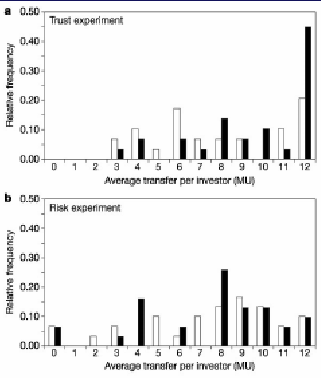 a
Trust experiment
Relative frequency
0.50
0.40
0.30
0.20
0.10
0.00
0 1 2 3 4 5 6 7 8 9 10 11 12
Average transfer per investor (MU)
b
Risk experiment
Relative frequency
0.50
0.40
0.30
0.20
0.10
0.00
0 1 2 3 4 5 6 7 8 9 10 11 12
Average transfer per investor (MU)